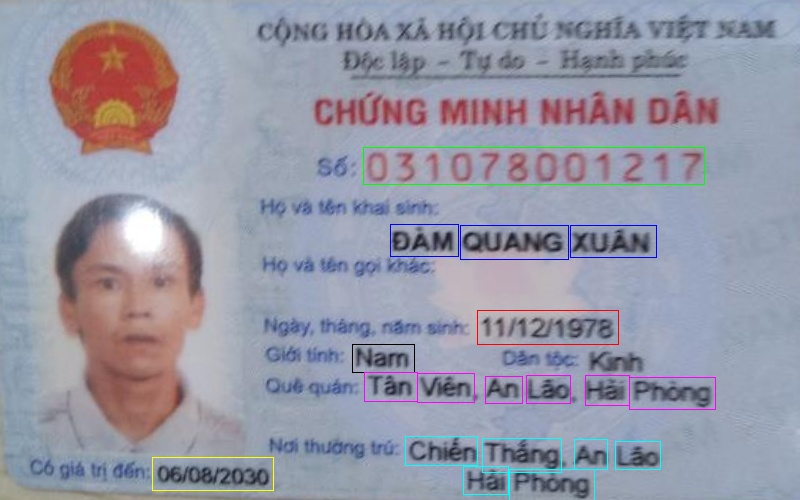 CỘNG HÒA XÃ HỘI CHỦ NGHĨA VIỆT NAM
Độc lập - Tự do - Hạnh phúc
CHỨNG MINH NHÂN DÂN
Số: 031078001217
Họ và tên khai sinh:
ĐÀM QUANG XUÂN
Họ và tên gọi khác:
Ngày, tháng, năm sinh: 11/12/1978
Giới tính: Nam Dân tộc: Kinh
Quê quán: Tân Viên, An Lão, Hải Phòng
Nơi thường trú: Chiến Thắng, An Lão
Hải Phòng
Có giá trị đến: 06/08/2030